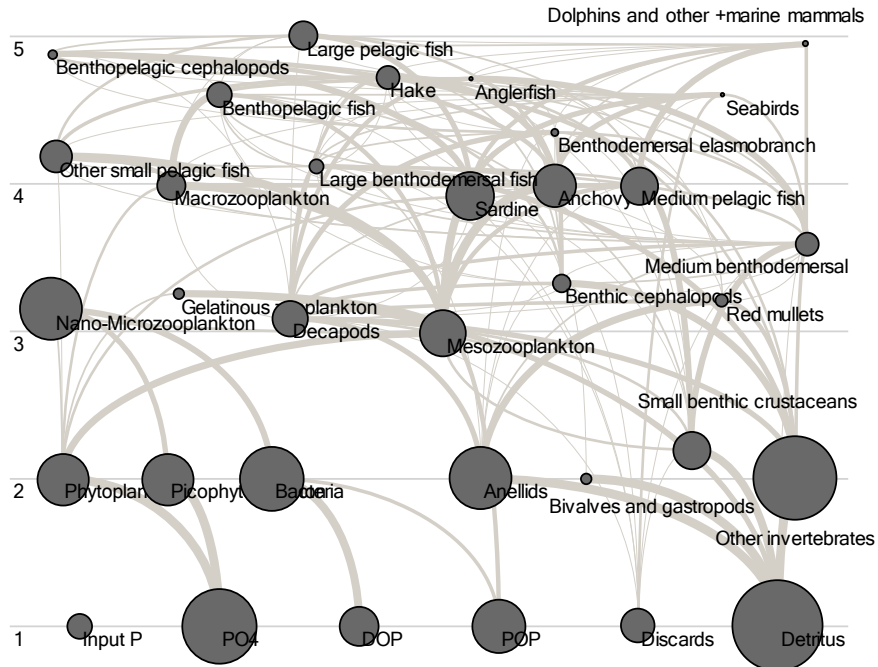 Dolphins and other +marine mammals
5
Large pelagic fish
Benthopelagic cephalopods
Hake
Anglerfish
Benthopelagic fish
Seabirds
Benthodemersal elasmobranch
Other small pelagic fish
Large benthodemersal fish
4
Macrozooplankton
Sardine
Anchovy
Medium pelagic fish
Medium benthodemersal
Benthic cephalopods
Gelatinous zooplankton
Red mullets
Nano-Microzooplankton
Decapods
3
Mesozooplankton
Small benthic crustaceans
2
Bacteria
Anellids
Bivalves and gastropods
Other invertebrates
1
Input P
PO4
DOP
POP
Discards
Detritus